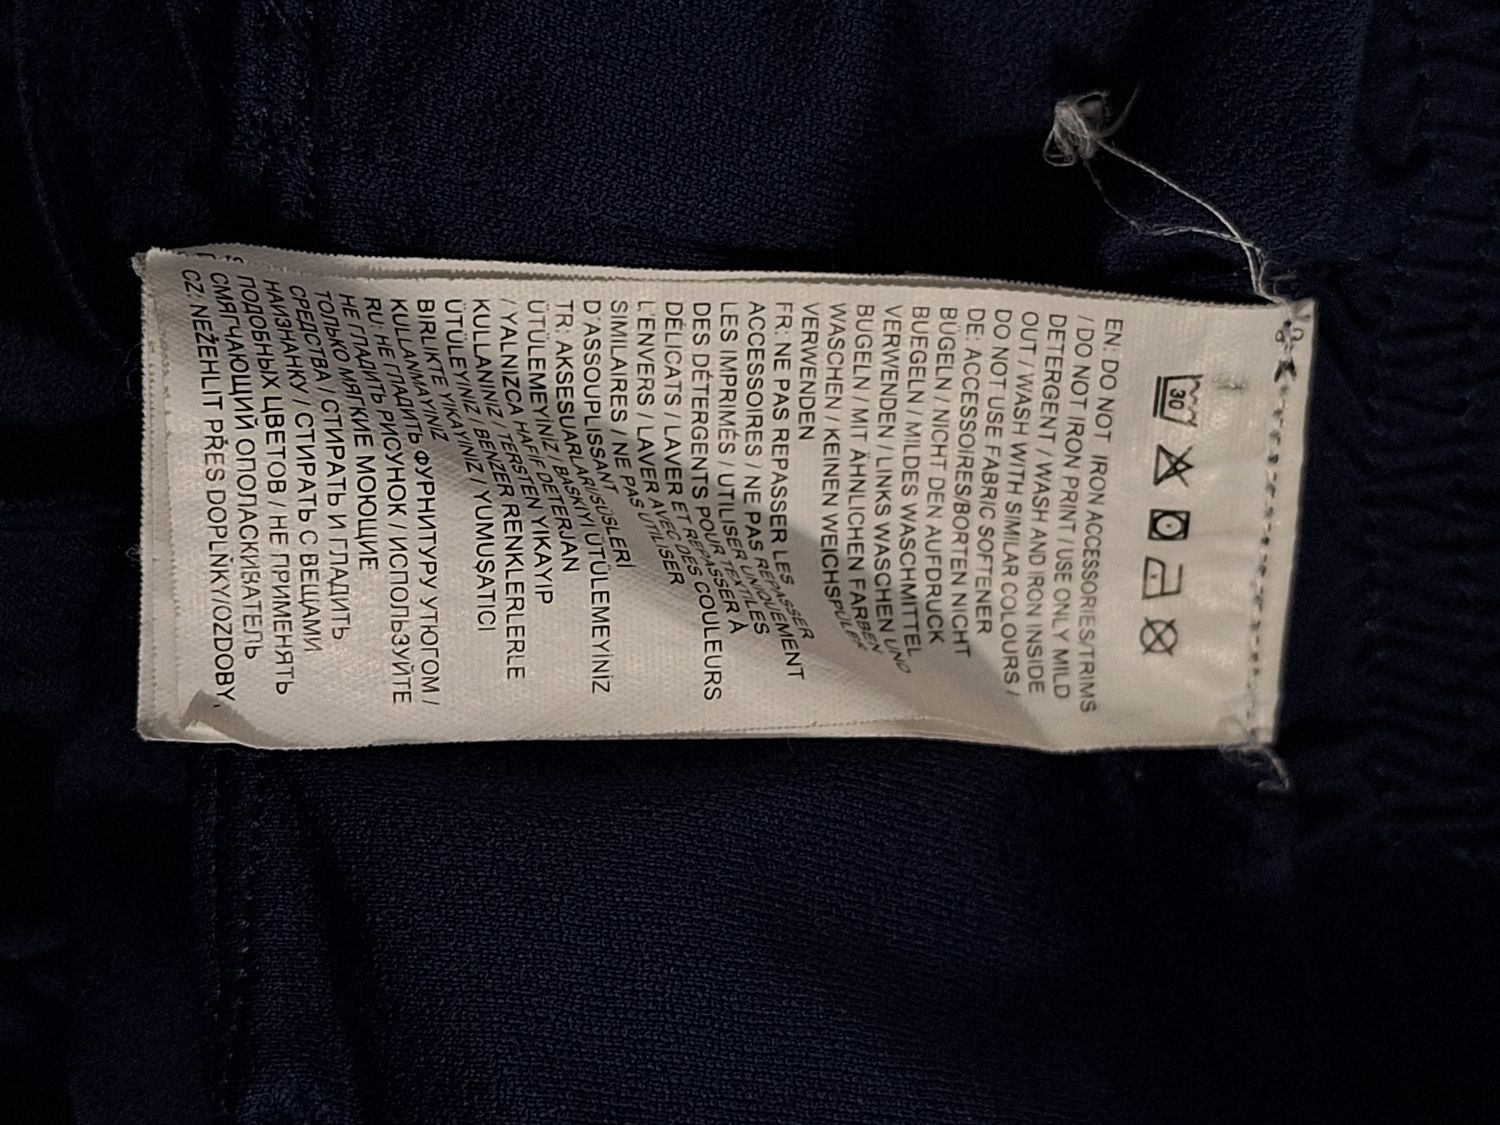 30
EN: DO NOT IRON ACCESSORIES/TRIMS
/ DO NOT IRON PRINT / USE ONLY MILD
DETERGENT / WASH AND IRON INSIDE
OUT / WASH WITH SIMILAR COLOURS /
DO NOT USE FABRIC SOFTENER
DE: ACCESSOIRES/BORTEN NICHT
BÜGELN / NICHT DEN AUFDRUCK
BUEGELN / MILDES WASCHMITTEL
VERWENDEN / LINKS WASCHEN UND
BUGELN / MIT ÄHNLICHEN FARBEN
WASCHEN / KEINEN WEICHSPÜLER
VERWENDEN
FR: NE PAS REPASSER LES
ACCESSOIRES / NE PAS REPASSER
LES IMPRIMÉS / UTILISER UNIQUEMENT
DES DÉTERGENTS POUR TEXTILES
DÉLICATS / LAVER ET REPASSER À
L'ENVERS / LAVER AVEC DES COULEURS
SIMILAIRES / NE PAS UTILISER
D'ASSOUPLISSANT
TR: AKSESUARLARI/SÜSLERİ
ÜTÜLEMEYİNİZ / BASKIYI ÜTÜLEMEYİNİZ
/ YALNIZCA HAFİF DETERJAN
KULLANINIZ / TERSTEN YIKAYIP
ÜTÜLEYİNİZ / BENZER RENKLERLERLE
BIRLIKTE YIKAYINIZ / YUMUŞATICI
KULLANMAYINIZ
RU: НЕ ГЛАДИТЬ ФУРНИТУРУ УТЮГОМ /
НЕ ГЛАДИТЬ РИСУНОК / ИСПОЛЬЗУЙТЕ
ТОЛЬКО МЯГКИЕ МОЮЩИЕ
СРЕДСТВА / СТИРАТЬ И ГЛАДИТЬ
НАИЗНАНКУ / СТИРАТЬ С ВЕЩАМИ
ПОДОБНЫХ ЦВЕТОВ / НЕ ПРИМЕНЯТЬ
СМЯГЧАЮЩИЙ ОПОЛАСКИВАТЕЛЬ
CZ: NEŽEHLIT PŘES DOPLŇKY/OZDOBY